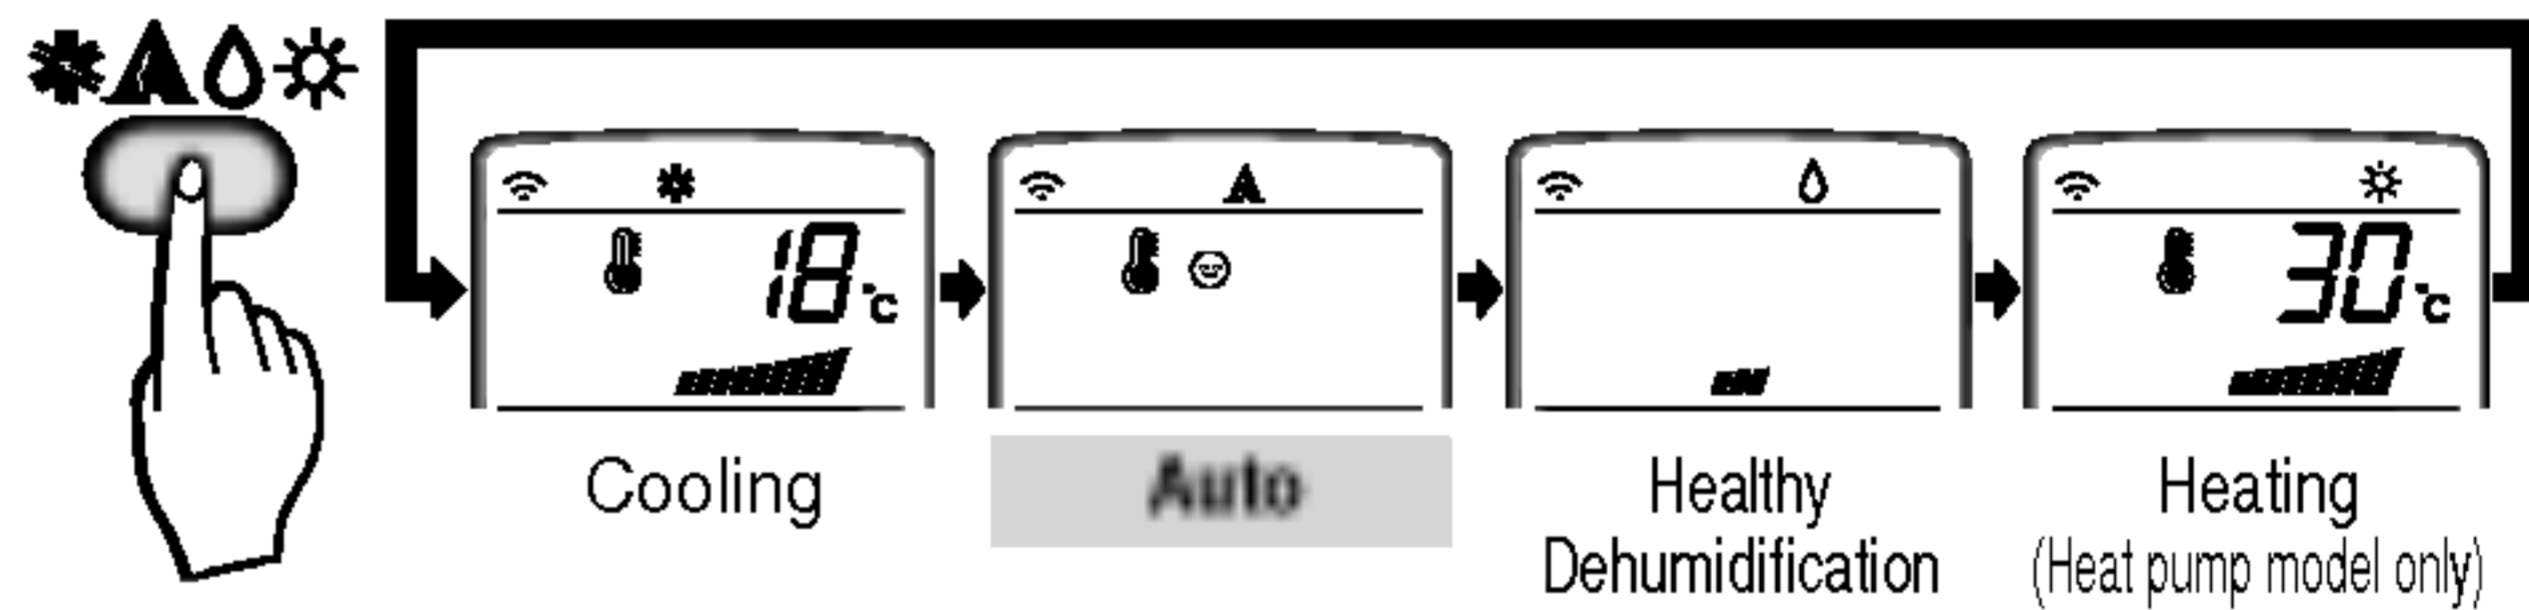 18°C
30°C
Cooling
Auto
Healthy
Dehumidification
Heating
(Heat pump model only)